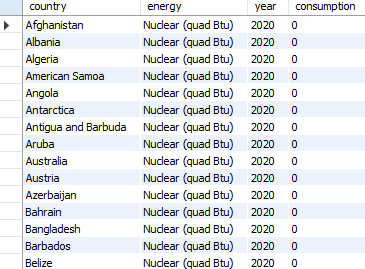 country energy year consumption
Afghanistan Nuclear (quad Btu) 2020 0
Albania Nuclear (quad Btu) 2020 0
Algeria Nuclear (quad Btu) 2020 0
American Samoa Nuclear (quad Btu) 2020 0
Angola Nuclear (quad Btu) 2020 0
Antarctica Nuclear (quad Btu) 2020 0
Antigua and Barbuda Nuclear (quad Btu) 2020 0
Aruba Nuclear (quad Btu) 2020 0
Australia Nuclear (quad Btu) 2020 0
Austria Nuclear (quad Btu) 2020 0
Azerbaijan Nuclear (quad Btu) 2020 0
Bahrain Nuclear (quad Btu) 2020 0
Bangladesh Nuclear (quad Btu) 2020 0
Barbados Nuclear (quad Btu) 2020 0
Belize Nuclear (quad Btu) 2020 0